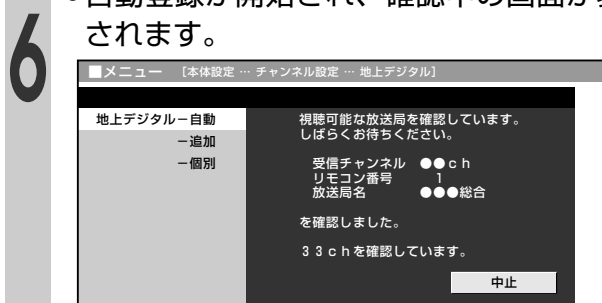 6
・自動登録が開始され、確認中の画面が
されます。
■メニュー [本体設定 … チャンネル設定 … 地上デジタル]
地上デジタル－自動
－追加
－個別
視聴可能な放送局を確認しています。
しばらくお待ちください。
受信チャンネル ●●ｃｈ
リモコン番号 １
放送局名 ●●●総合
を確認しました。
３３ｃｈを確認しています。
中止